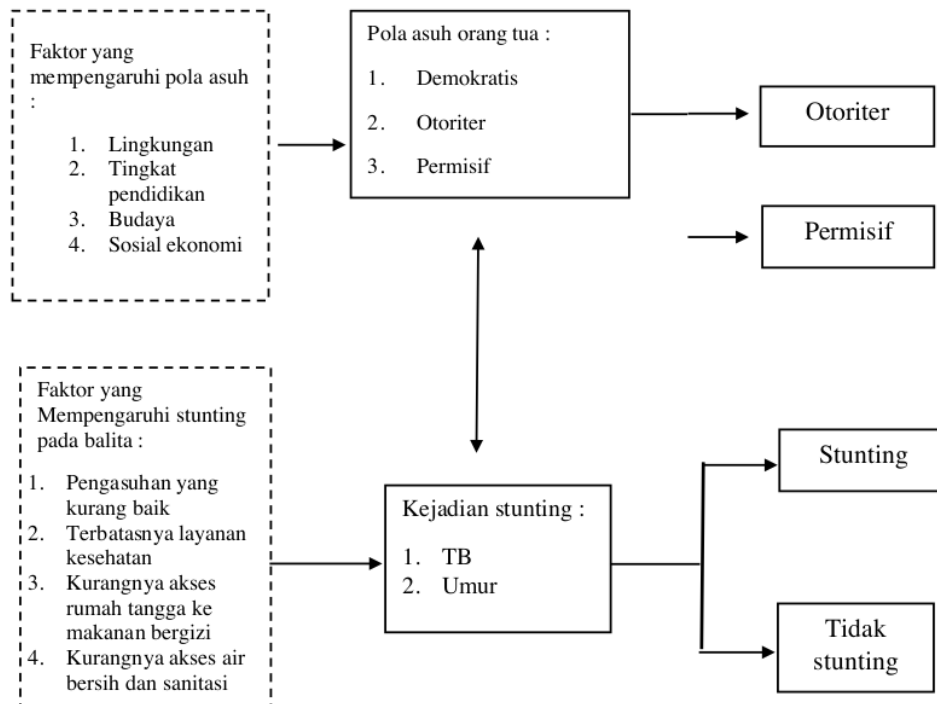 Faktor yang
mempengaruhi pola asuh
:
1. Lingkungan
2. Tingkat
pendidikan
3. Budaya
4. Sosial ekonomi
Pola asuh orang tua :
1. Demokratis
2. Otoriter
3. Permisif
Otoriter
Permisif
Faktor yang
Mempengaruhi stunting
pada balita :
1. Pengasuhan yang
kurang baik
2. Terbatasnya layanan
kesehatan
3. Kurangnya akses
rumah tangga ke
makanan bergizi
4. Kurangnya akses air
bersih dan sanitasi
Kejadian stunting :
1. TB
2. Umur
Stunting
Tidak
stunting